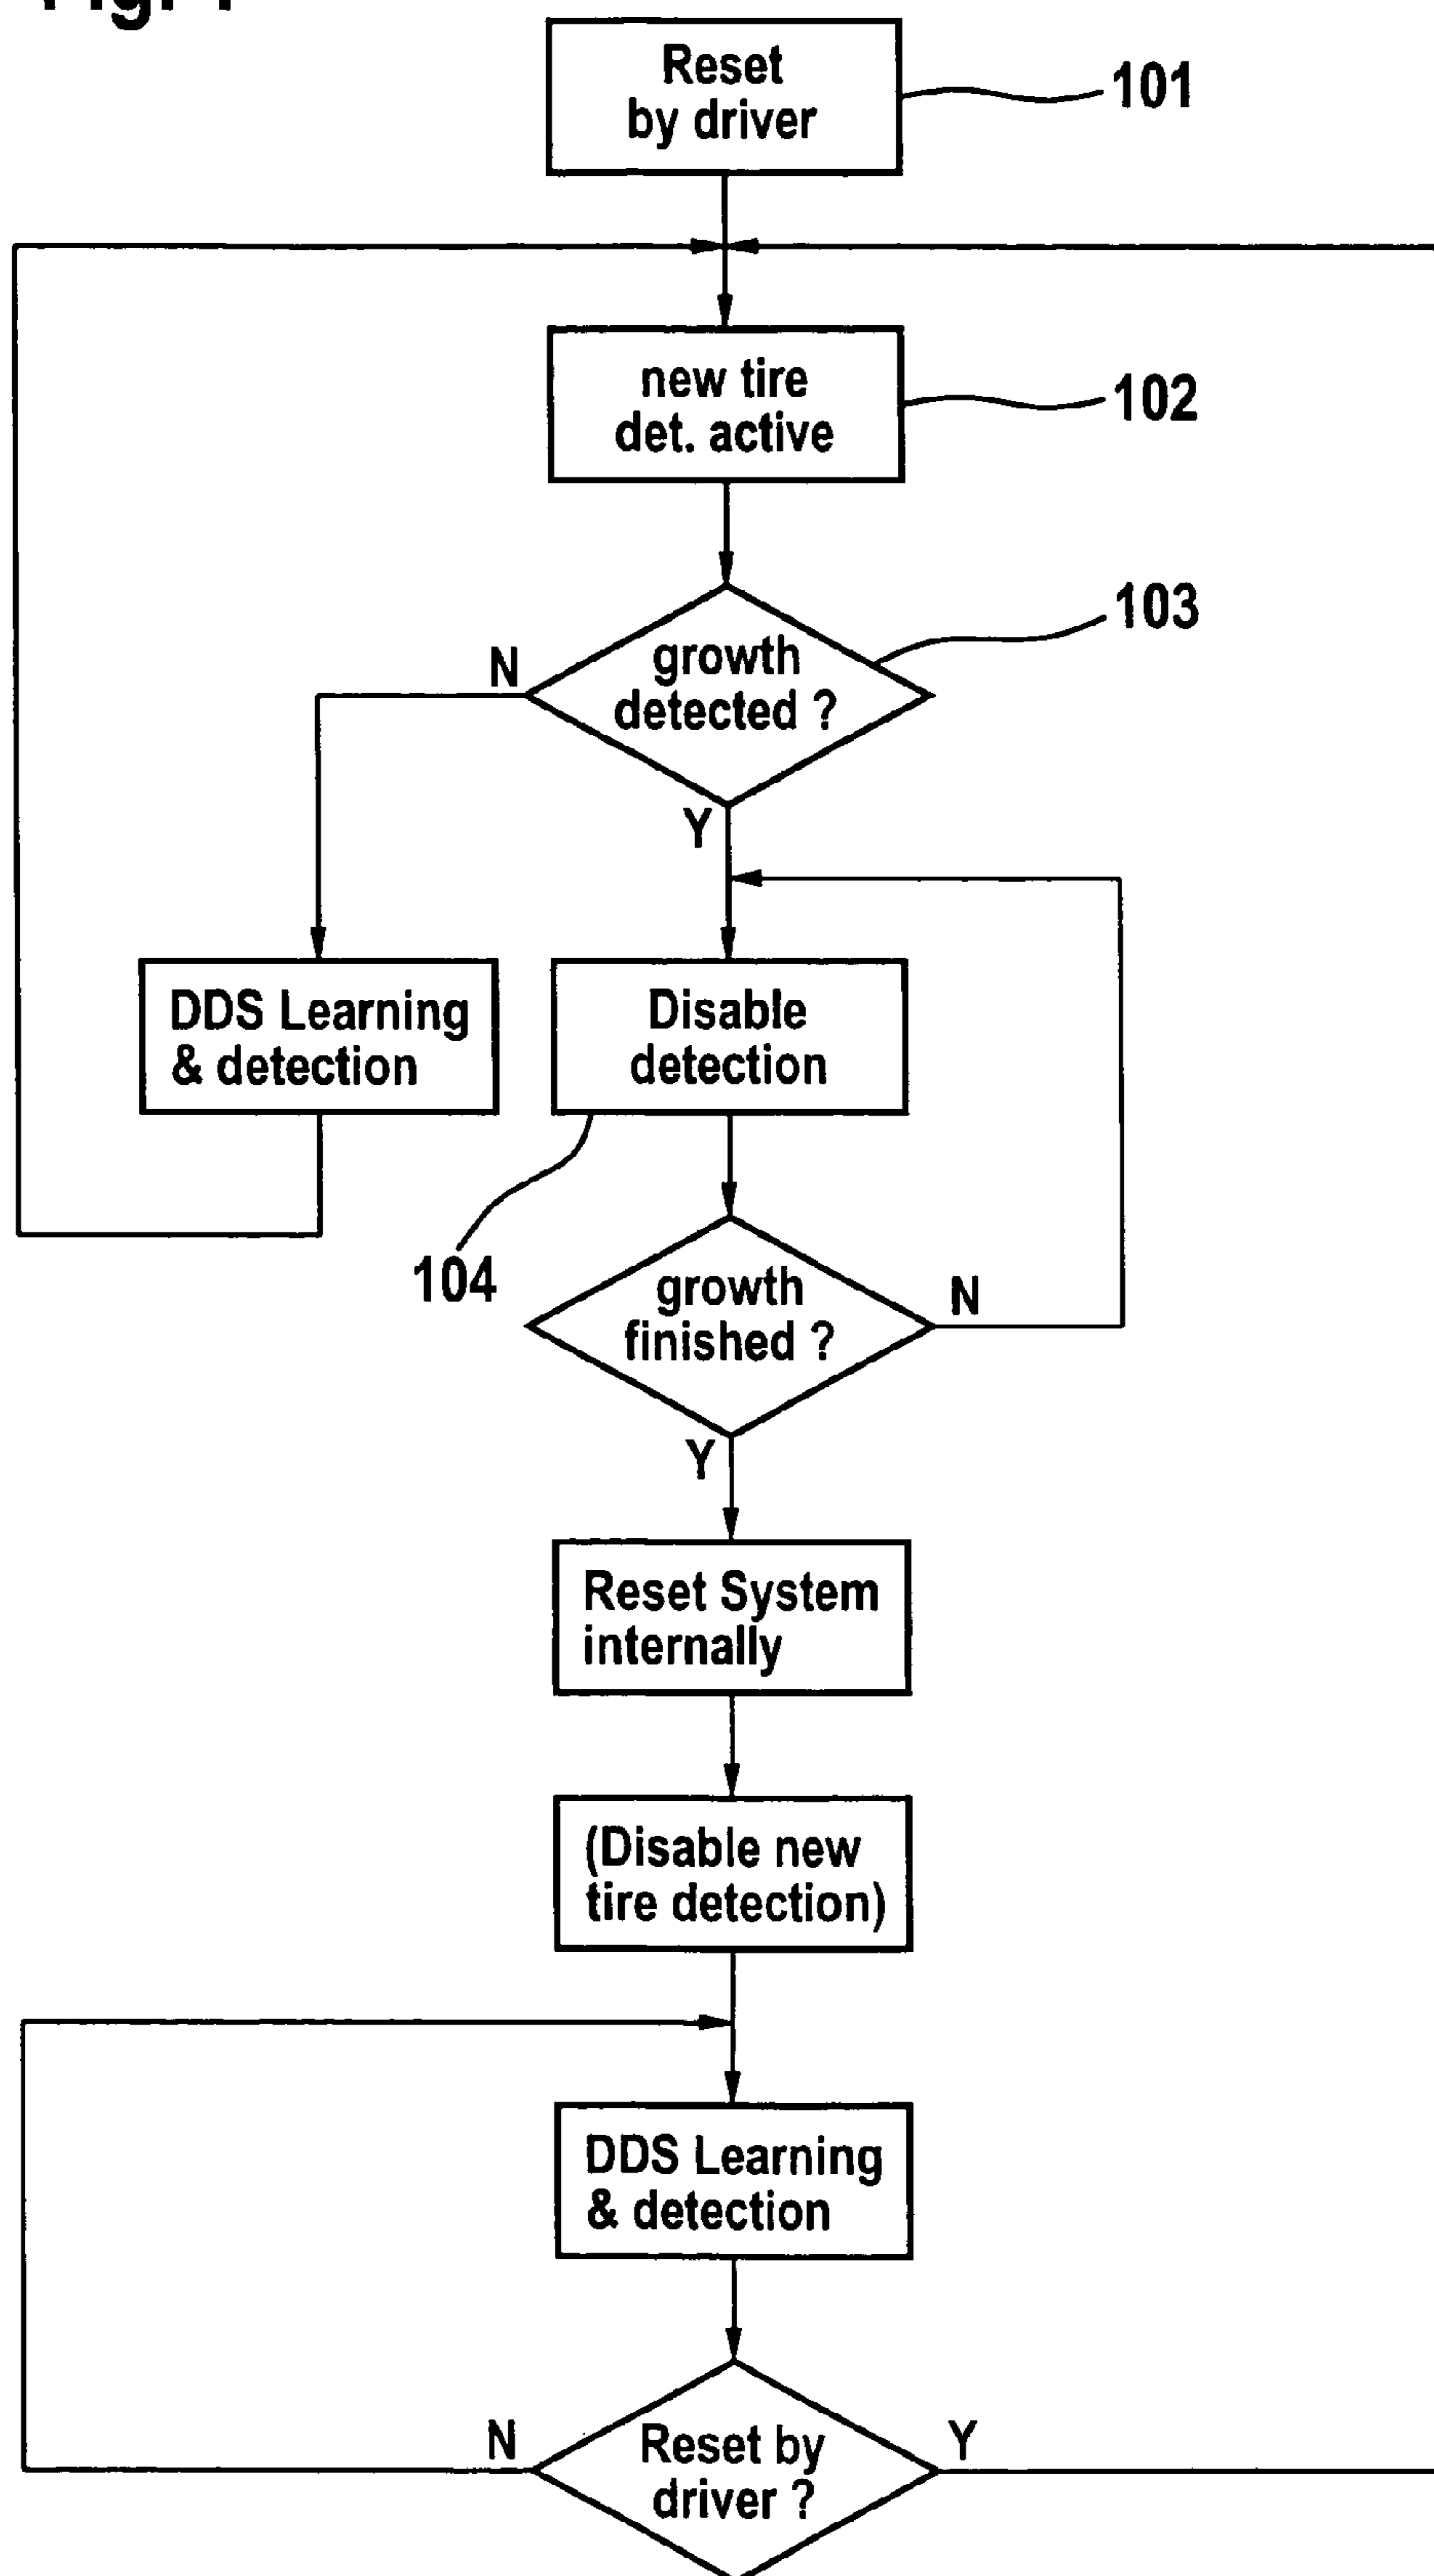 Reset
by driver
101
new tire
det. active
102
103
growth
detected ?
N
Y
DDS Learning
& detection
Disable
detection
104
growth
finished ?
N
Y
Reset System
internally
(Disable new
tire detection)
DDS Learning
& detection
N
Reset by
driver ?
Y